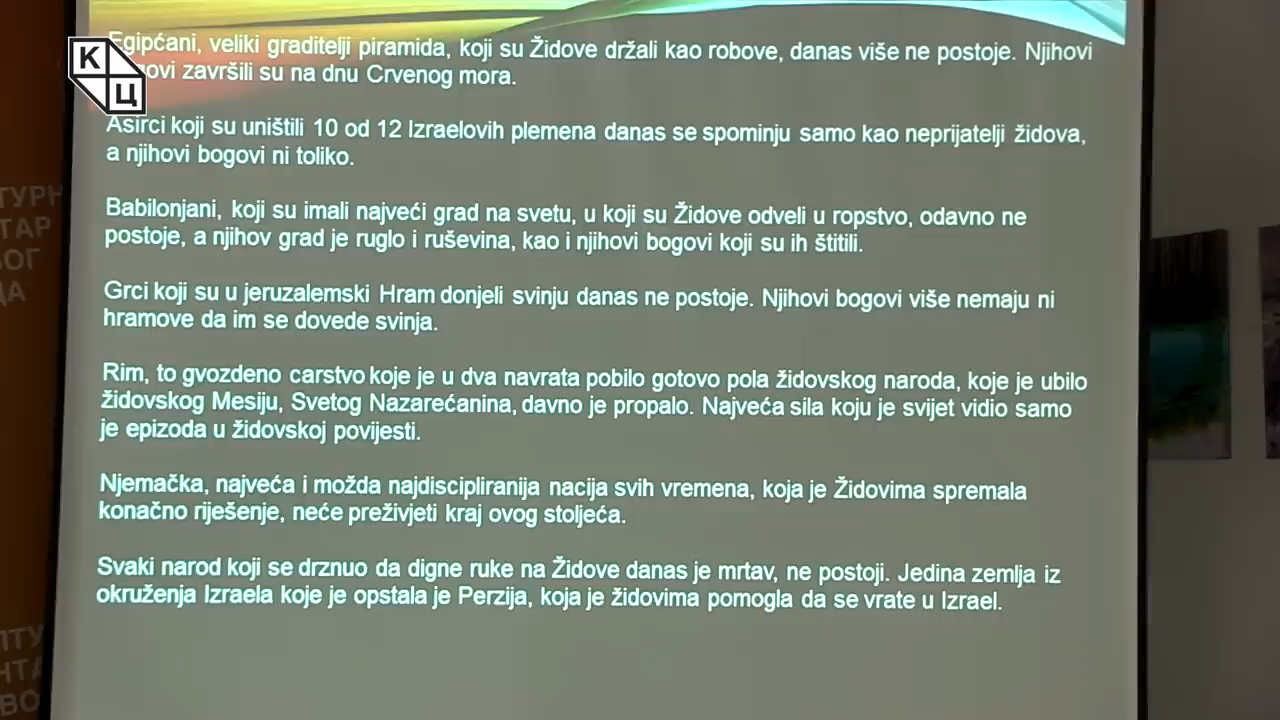 Egipćani, veliki graditelji piramida, koji su Židove držali kao robove, danas više ne postoje. Njihovi
završili su na dnu Crvenog mora.
Asirci koji su uništili 10 od 12 Izraelovih plemena danas se spominju samo kao neprijatelji židova,
a njihovi bogovi ni toliko.
Babilonjani, koji su imali najveći grad na svetu, u koji su Židove odveli u ropstvo, odavno ne
postoje, a njihov grad je ruglo i ruševina, kao i njihovi bogovi koji su ih štitili.
Grci koji su u jeruzalemski Hram donjeli svinju danas ne postoje. Njihovi bogovi više nemaju ni
hramove da im se dovede svinja.
Rim, to gvozdeno carstvo koje je u dva navrata pobilo gotovo pola židovskog naroda, koje je ubilo
židovskog Mesiju, Svetog Nazarećanina, davno je propalo. Najveća sila koju je svijet vidio samo
je epizoda u židovskoj povijesti.
Njemačka, najveća i možda najdiscipliranija nacija svih vremena, koja je Židovima spremala
konačno riješenje, neće preživjeti kraj ovog stoljeća.
Svaki narod koji se drznuo da digne ruke na Židove danas je mrtav, ne postoji. Jedina zemlja iz
okruženja Izraela koje je opstala je Perzija, koja je židovima pomogla da se vrate u Izrael.
К
Ц